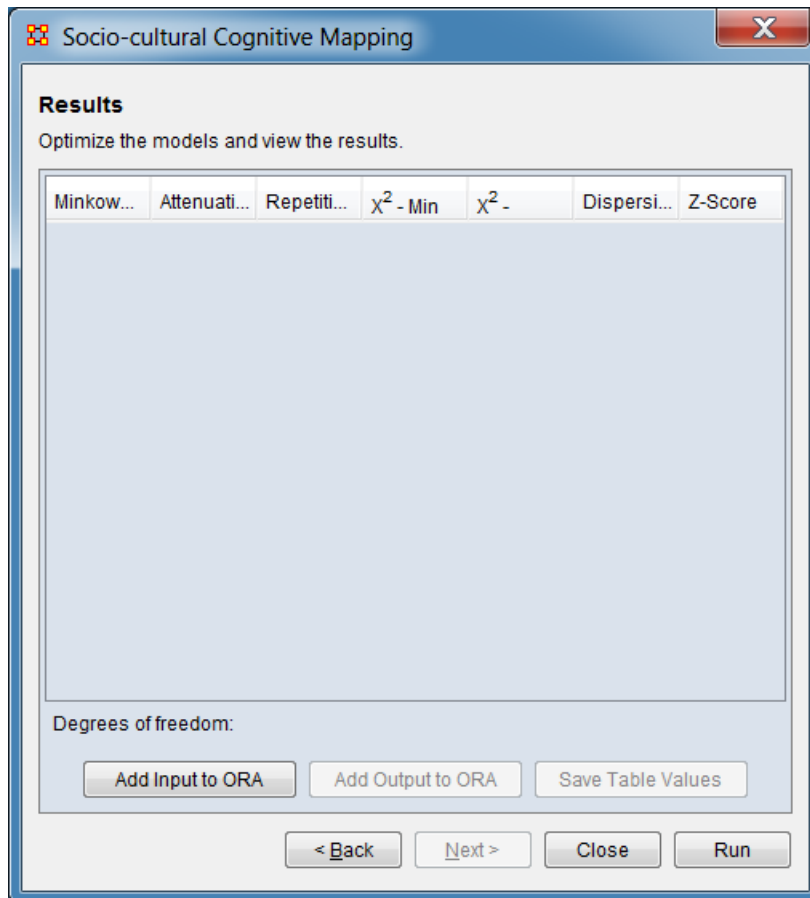 Socio-cultural Cognitive Mapping
X
Results
Optimize the models and view the results.
Minkow... Attenuati... Repetiti... X² - Min X² - Dispersi... Z-Score
Degrees of freedom:
Add Input to ORA Add Output to ORA Save Table Values
< Back Next > Close Run